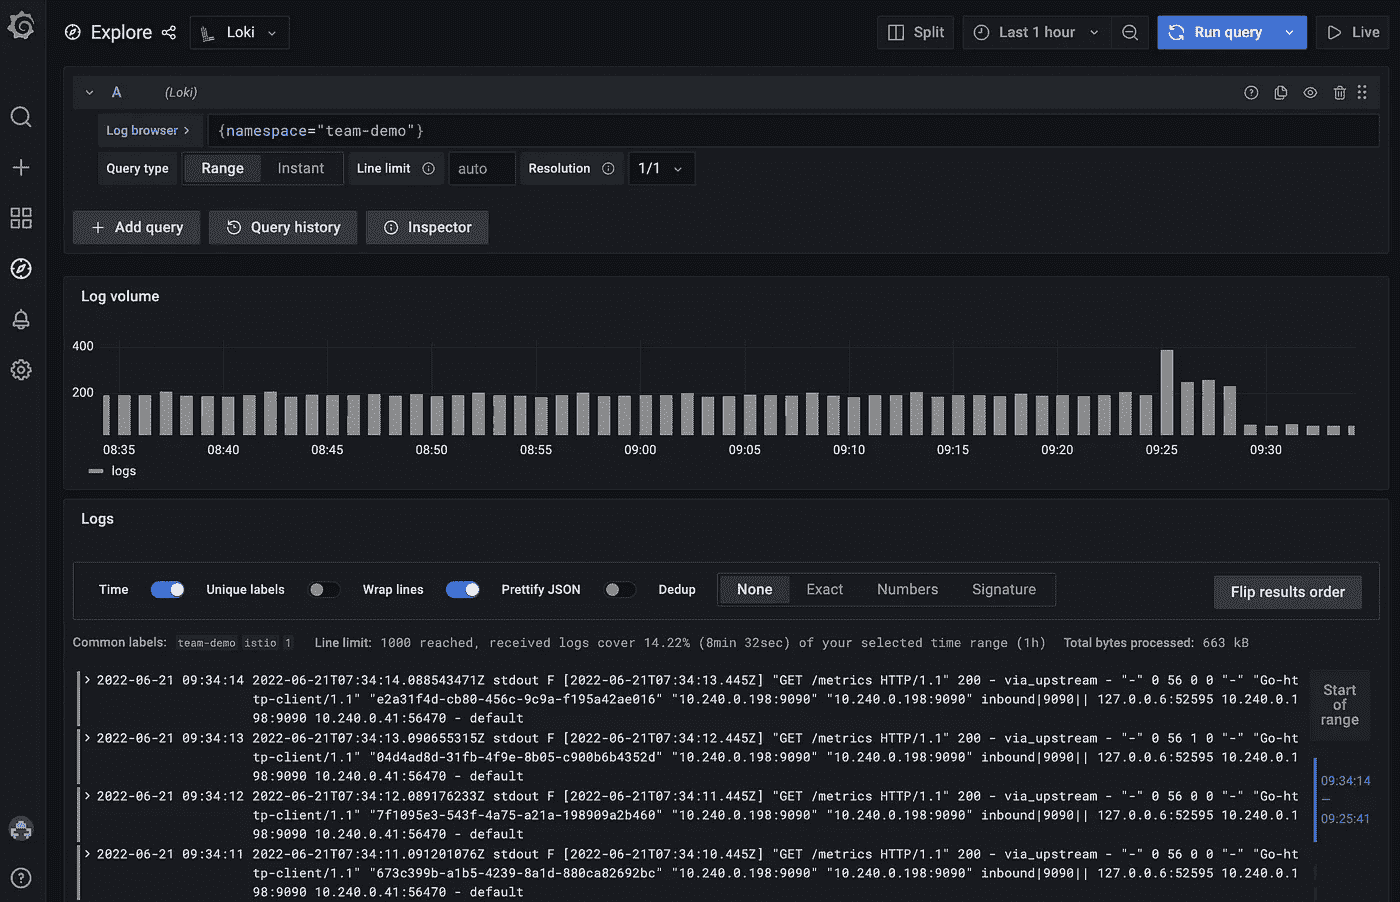 Explore Loki Split Last 1 hour Run query Live
A (Loki)
Log browser > {namespace="team-demo"}
Query type Range Instant Line limit auto Resolution 1/1
+ Add query Query history Inspector
Log volume
400
200
08:35 08:40 08:45 08:50 08:55 09:00 09:05 09:10 09:15 09:20 09:25 09:30
logs
Logs
Time Unique labels Wrap lines Prettify JSON Dedup None Exact Numbers Signature Flip results order
Common labels: team-demo istio 1 Line limit: 1000 reached, received logs cover 14.22% (8min 32sec) of your selected time range (1h) Total bytes processed: 663 kB
> 2022-06-21 09:34:14 2022-06-21T07:34:14.088543471Z stdout F [2022-06-21T07:34:13.445Z] "GET /metrics HTTP/1.1" 200 - via_upstream - "-" 0 56 0 0 "-" "Go-ht
tp-client/1.1" "e2a31f4d-cb80-456c-9c9a-f195a42ae016" "10.240.0.198:9090" "10.240.0.198:9090" inbound|9090|| 127.0.0.6:52595 10.240.0.1
98:9090 10.240.0.41:56470 - default
> 2022-06-21 09:34:13 2022-06-21T07:34:13.090655315Z stdout F [2022-06-21T07:34:12.445Z] "GET /metrics HTTP/1.1" 200 - via_upstream - "-" 0 56 1 0 "-" "Go-ht
tp-client/1.1" "04d4ad8d-31fb-4f9e-8b05-c900b6b4352d" "10.240.0.198:9090" "10.240.0.198:9090" inbound|9090|| 127.0.0.6:52595 10.240.0.1
98:9090 10.240.0.41:56470 - default
> 2022-06-21 09:34:12 2022-06-21T07:34:12.089176233Z stdout F [2022-06-21T07:34:11.445Z] "GET /metrics HTTP/1.1" 200 - via_upstream - "-" 0 56 0 0 "-" "Go-ht
tp-client/1.1" "7f1095e3-543f-4a75-a21a-198909a2b460" "10.240.0.198:9090" "10.240.0.198:9090" inbound|9090|| 127.0.0.6:52595 10.240.0.1
98:9090 10.240.0.41:56470 - default
> 2022-06-21 09:34:11 2022-06-21T07:34:11.091201076Z stdout F [2022-06-21T07:34:10.445Z] "GET /metrics HTTP/1.1" 200 - via_upstream - "-" 0 56 0 0 "-" "Go-ht
tp-client/1.1" "673c399b-a1b5-4239-8a1d-880ca82692bc" "10.240.0.198:9090" "10.240.0.198:9090" inbound|9090|| 127.0.0.6:52595 10.240.0.1
98:9090 10.240.0.41:56470 - default
Start
of
range
09:34:14
—
09:25:41